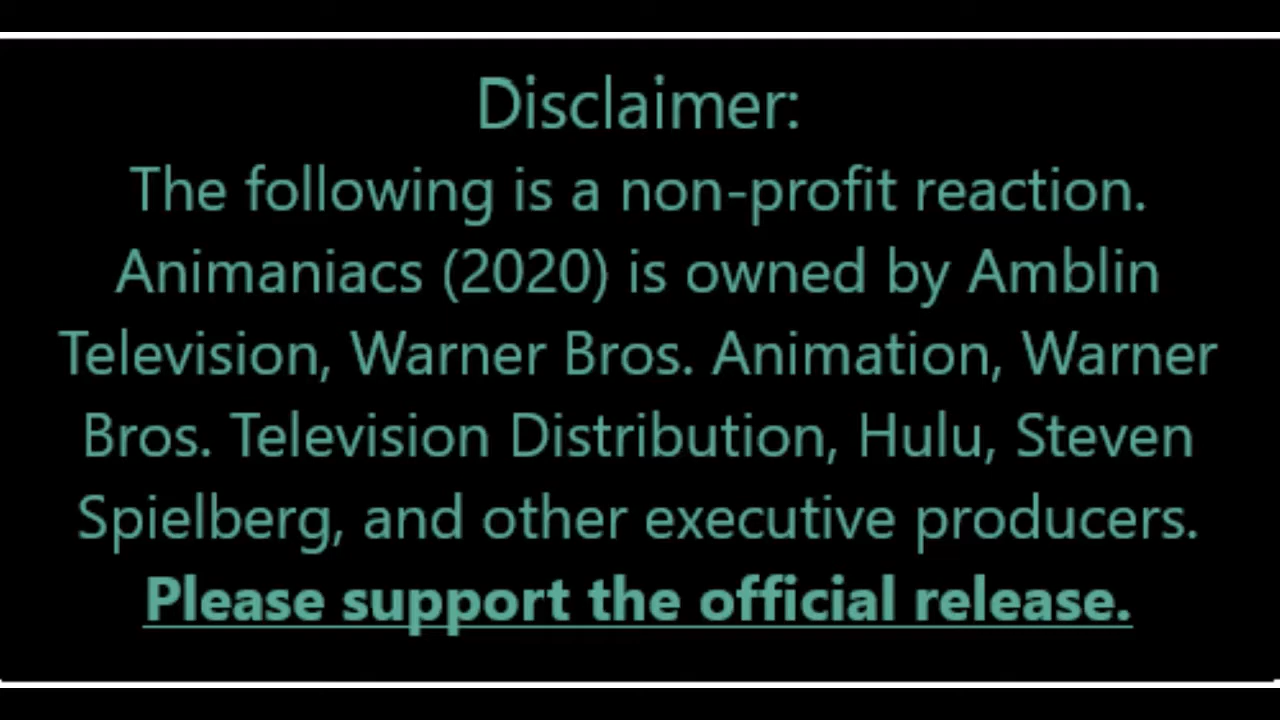 Disclaimer:
The following is a non-profit reaction.
Animaniacs (2020) is owned by Amblin
Television, Warner Bros. Animation, Warner
Bros. Television Distribution, Hulu, Steven
Spielberg, and other executive producers.
Please support the official release.